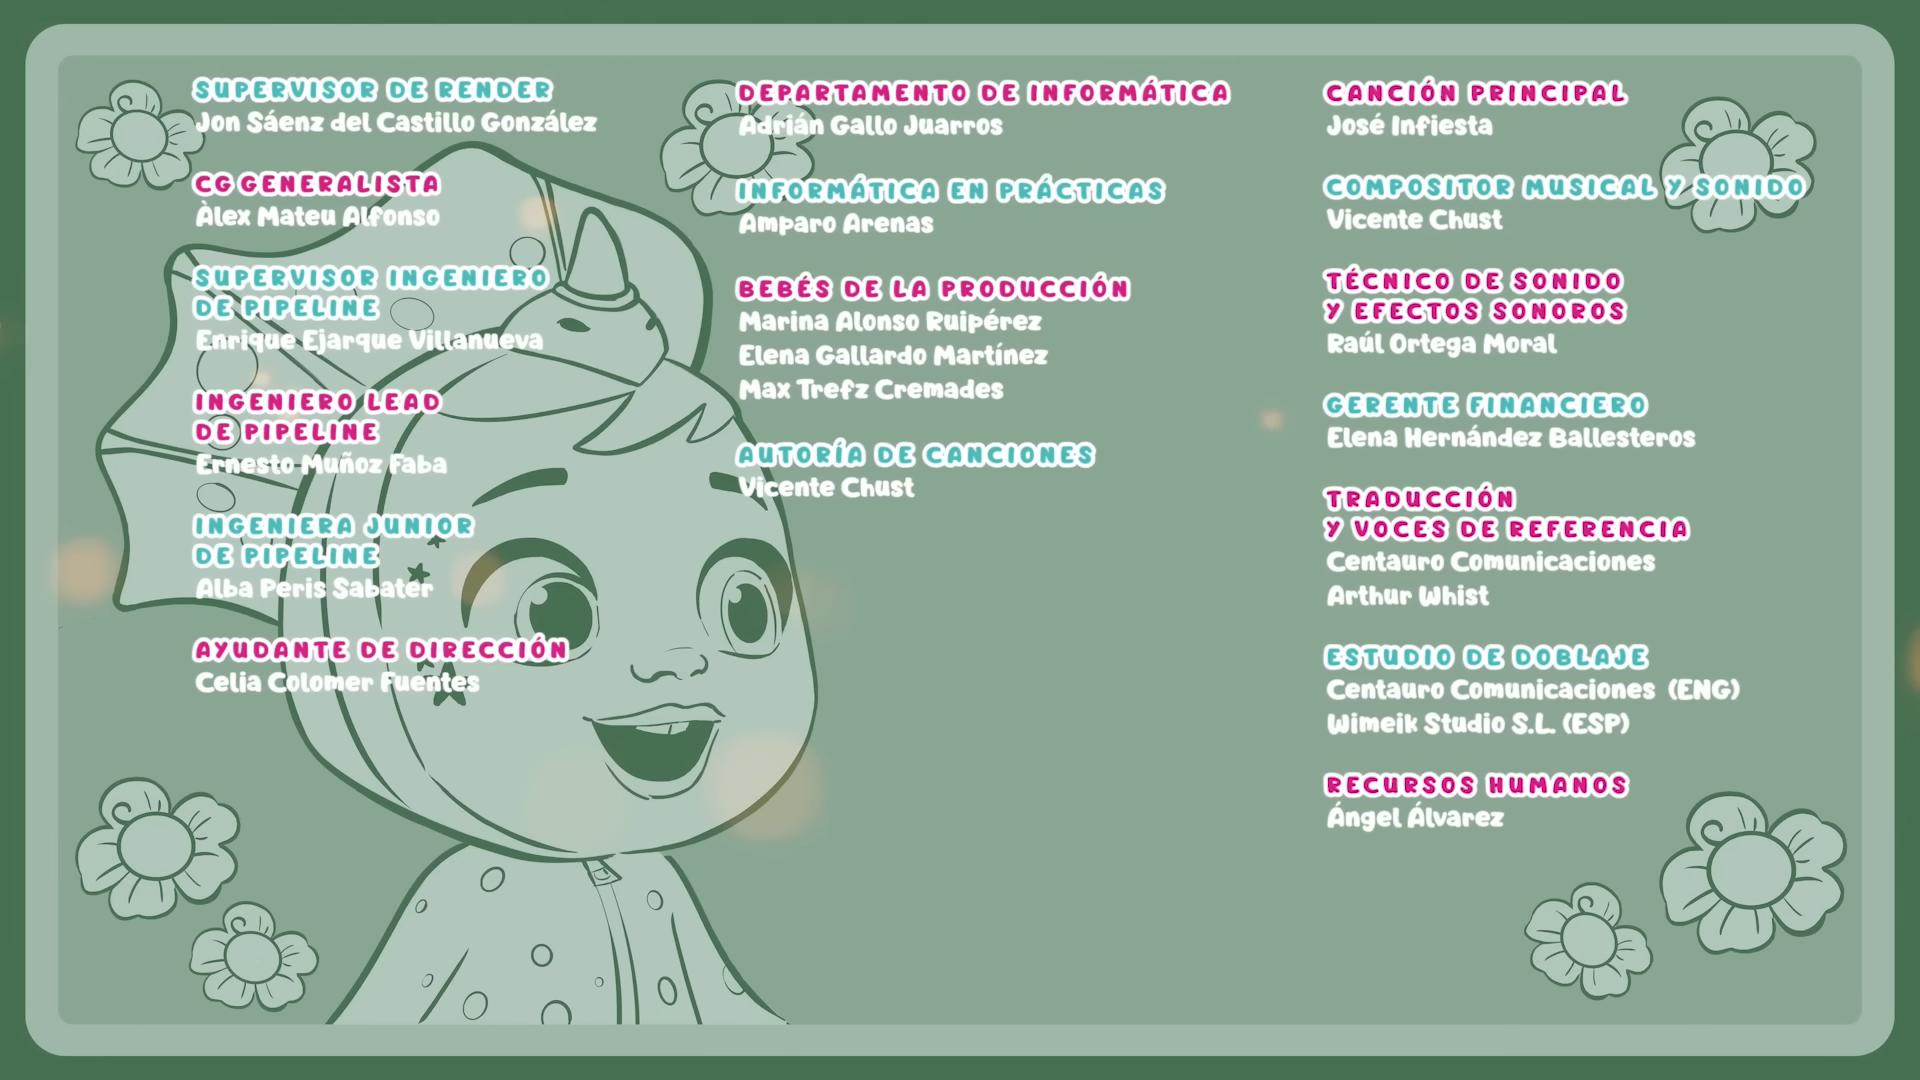 SUPERVISOR DE RENDER
Jon Sáenz del Castillo González
CG GENERALISTA
Àlex Mateu Alfonso
SUPERVISOR INGENIERO
DE PIPELINE
Enrique Ejarque Villanueva
INGENIERO LEAD
DE PIPELINE
Ernesto Muñoz Faba
INGENIERA JUNIOR
DE PIPELINE
Alba Peris Sabater
AYUDANTE DE DIRECCIÓN
Celia Colomer Fuentes
DEPARTAMENTO DE INFORMÁTICA
Adrián Gallo Juarros
INFORMÁTICA EN PRÁCTICAS
Amparo Arenas
BEBÉS DE LA PRODUCCIÓN
Marina Alonso Ruipérez
Elena Gallardo Martínez
Max Trefz Cremades
AUTORÍA DE CANCIONES
Vicente Chust
CANCIÓN PRINCIPAL
José Infiesta
COMPOSITOR MUSICAL Y SONIDO
Vicente Chust
TÉCNICO DE SONIDO
Y EFECTOS SONOROS
Raúl Ortega Moral
GERENTE FINANCIERO
Elena Hernández Ballesteros
TRADUCCIÓN
Y VOCES DE REFERENCIA
Centauro Comunicaciones
Arthur Whist
ESTUDIO DE DOBLAJE
Centauro Comunicaciones (ENG)
Wimeik Studio S.L. (ESP)
RECURSOS HUMANOS
Ángel Álvarez